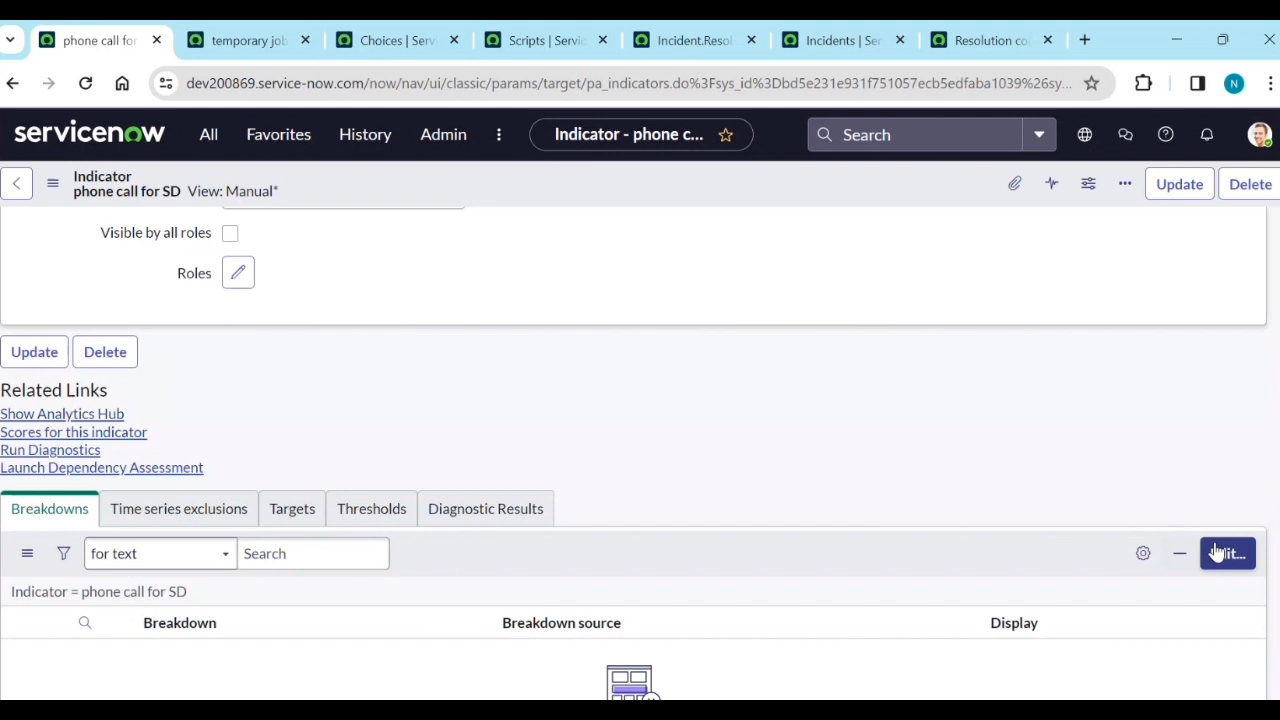 phone call for
temporary job
Choices | Serv
Scripts | Servic
Incident.Resol
Incidents | Ser
Resolution co
dev200869.service-now.com/now/nav/ui/classic/params/target/pa_indicators.do%3Fsys_id%3Dbd5e231e931f751057ecb5edfaba1039%26sy...
N
servicenow
All
Favorites
History
Admin
Indicator - phone c...
Search
Indicator
phone call for SD View: Manual*
Update
Delete
Visible by all roles
Roles
Update
Delete
Related Links
Show Analytics Hub
Scores for this indicator
Run Diagnostics
Launch Dependency Assessment
Breakdowns
Time series exclusions
Targets
Thresholds
Diagnostic Results
for text
Search
Indicator = phone call for SD
Breakdown
Breakdown source
Display